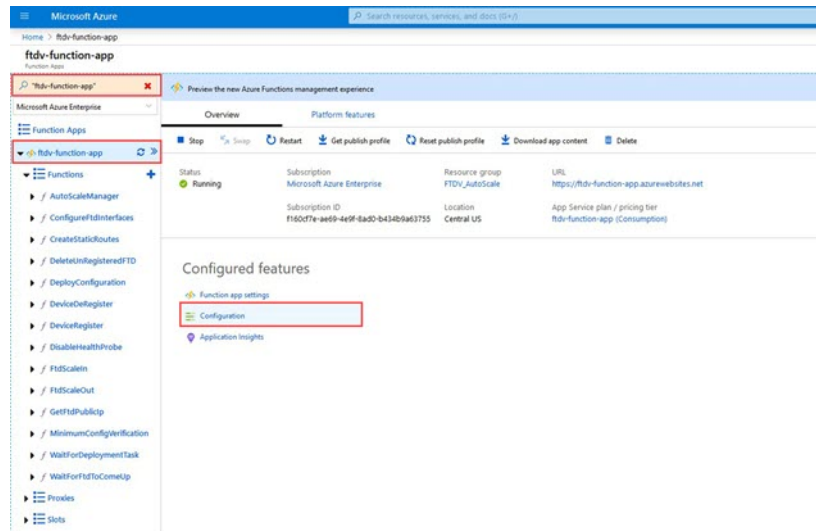 Microsoft Azure
Search resources, services, and docs (G+/)
Home > ftdv-function-app
ftdv-function-app
Function Apps
"ftdv-function-app"
Microsoft Azure Enterprise
Function Apps
ftdv-function-app
Functions
AutoScaleManager
ConfigureFtdInterfaces
CreateStaticRoutes
DeleteUnRegisteredFTD
DeployConfiguration
DeviceDeRegister
DeviceRegister
DisableHealthProbe
FtdScaleIn
FtdScaleOut
GetFtdPublicIp
MinimumConfigVerification
WaitForDeploymentTask
WaitForFtdToComeUp
Proxies
Slots
Preview the new Azure Functions management experience
Overview Platform features
Stop Swap Restart Get publish profile Reset publish profile Download app content Delete
Status Subscription Resource group URL
Running Microsoft Azure Enterprise FTDV_AutoScale https://ftdv-function-app.azurewebsites.net
Subscription ID Location App Service plan / pricing tier
f160cf7e-ae69-4e9f-8ad0-b434b9a63755 Central US ftdv-function-app (Consumption)
Configured features
Function app settings
Configuration
Application Insights